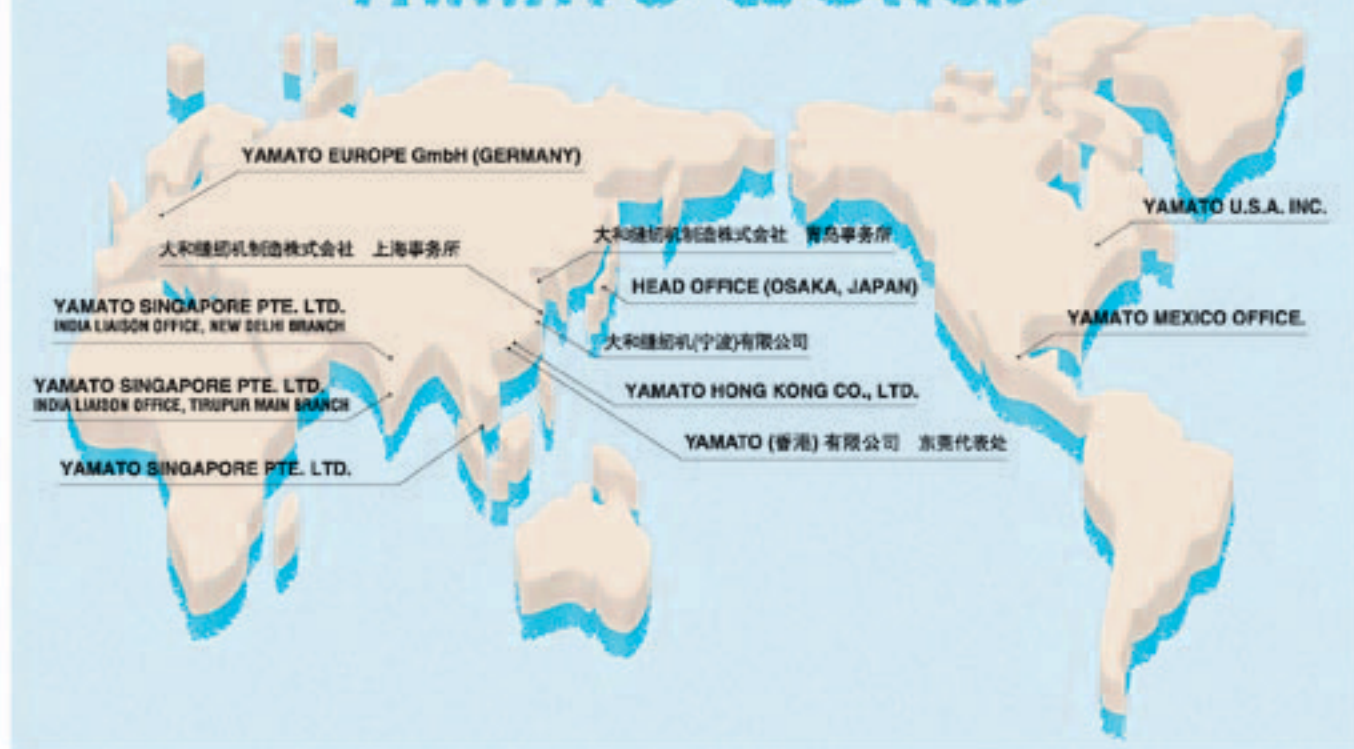 YAMATO WORLD
YAMATO EUROPE GmbH (GERMANY)
YAMATO U.S.A. INC.
大和缝纫机制造株式会社 上海事务所
大和缝纫机制造株式会社 青岛事务所
HEAD OFFICE (OSAKA, JAPAN)
YAMATO SINGAPORE PTE. LTD.
INDIA LIAISON OFFICE, NEW DELHI BRANCH
YAMATO MEXICO OFFICE.
大和缝纫机(宁波)有限公司
YAMATO SINGAPORE PTE. LTD.
INDIA LIAISON OFFICE, TIRUPUR MAIN BRANCH
YAMATO HONG KONG CO., LTD.
YAMATO (香港) 有限公司 东莞代表处
YAMATO SINGAPORE PTE. LTD.